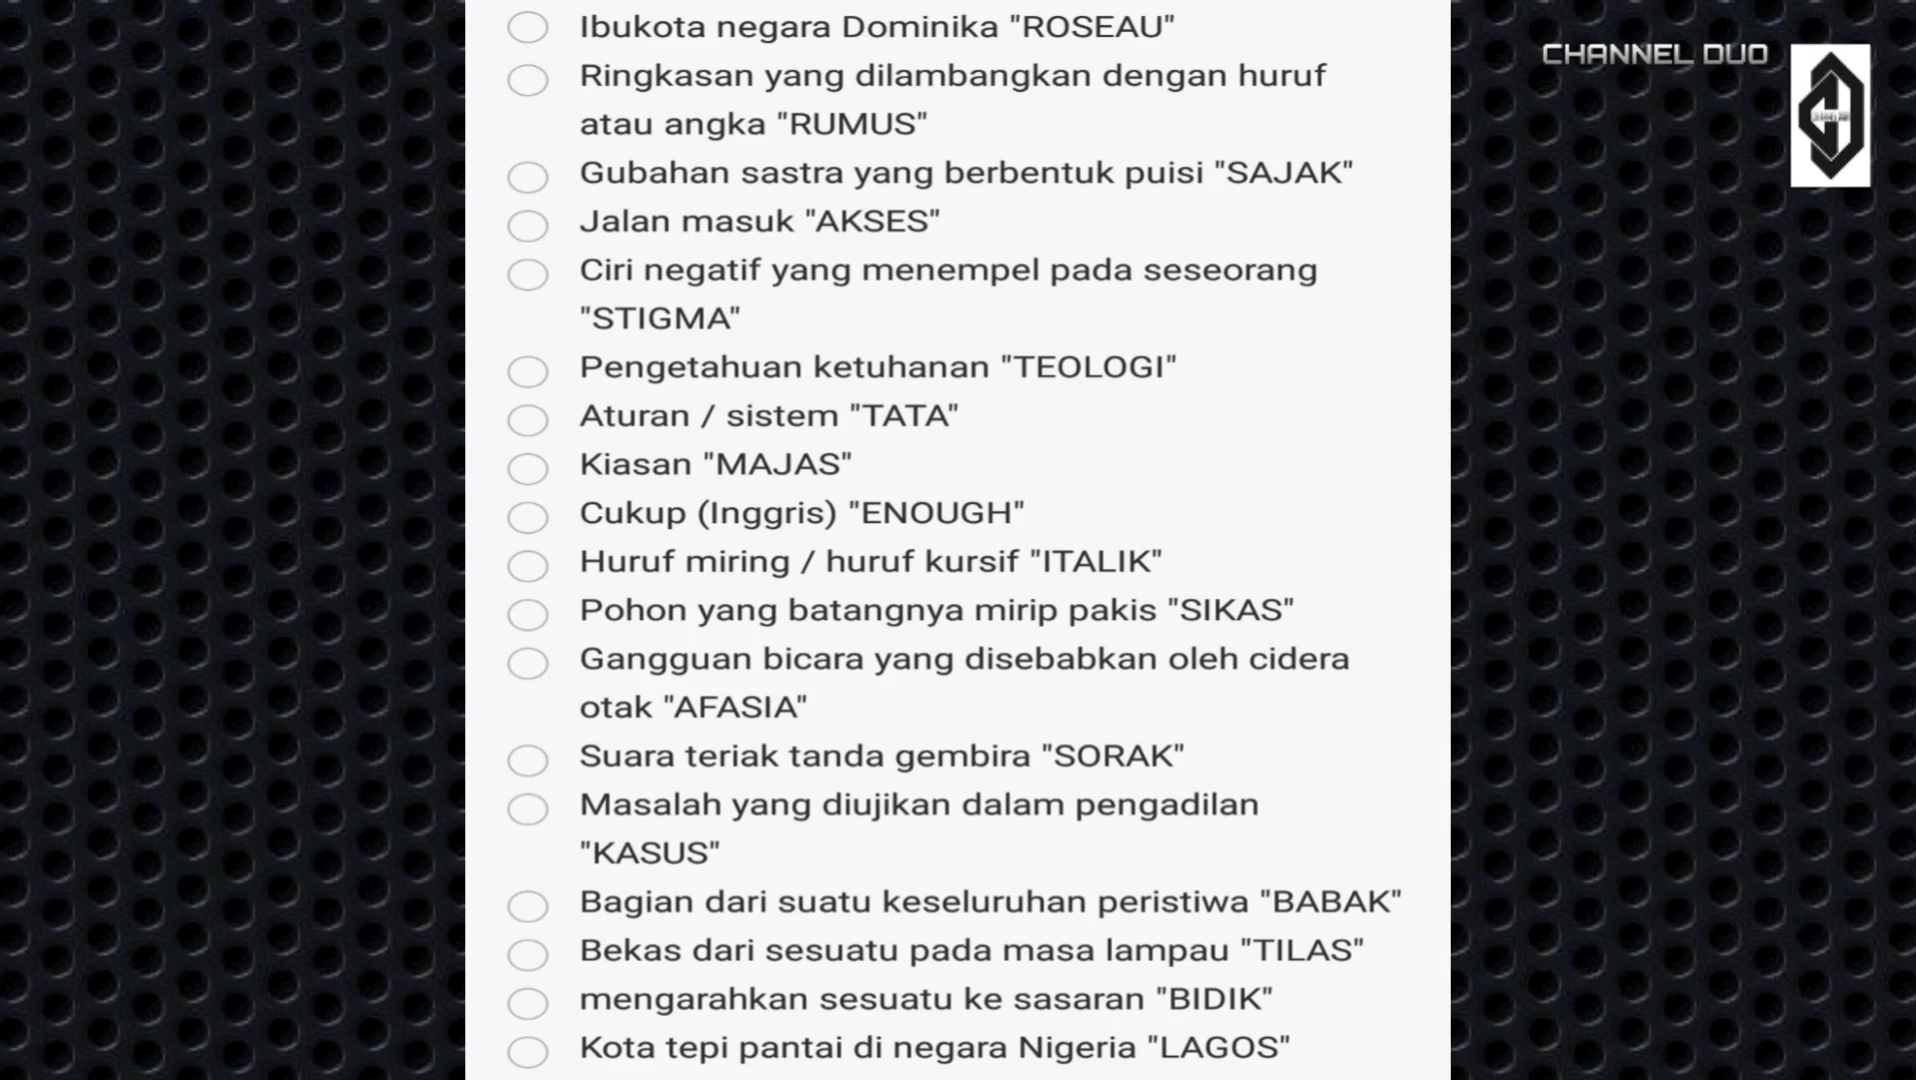 Ibukota negara Dominika "ROSEAU"
Ringkasan yang dilambangkan dengan huruf
atau angka "RUMUS"
Gubahan sastra yang berbentuk puisi "SAJAK"
Jalan masuk "AKSES"
Ciri negatif yang menempel pada seseorang
"STIGMA"
Pengetahuan ketuhanan "TEOLOGI"
Aturan / sistem "TATA"
Kiasan "MAJAS"
Cukup (Inggris) "ENOUGH"
Huruf miring / huruf kursif "ITALIK"
Pohon yang batangnya mirip pakis "SIKAS"
Gangguan bicara yang disebabkan oleh cidera
otak "AFASIA"
Suara teriak tanda gembira "SORAK"
Masalah yang diujikan dalam pengadilan
"KASUS"
Bagian dari suatu keseluruhan peristiwa "BABAK"
Bekas dari sesuatu pada masa lampau "TILAS"
mengarahkan sesuatu ke sasaran "BIDIK"
Kota tepi pantai di negara Nigeria "LAGOS"
CHANNEL DUO